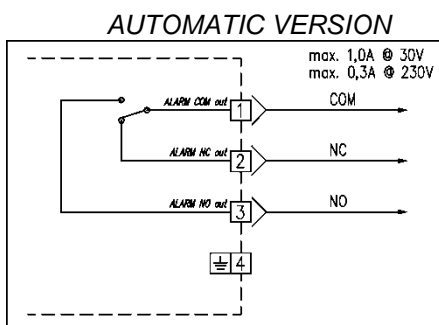 AUTOMATIC VERSION
max. 1,0A @ 30V
max. 0,3A @ 230V
ALARM COM out 1 COM
ALARM NC out 2 NC
ALARM NO out 3 NO
4